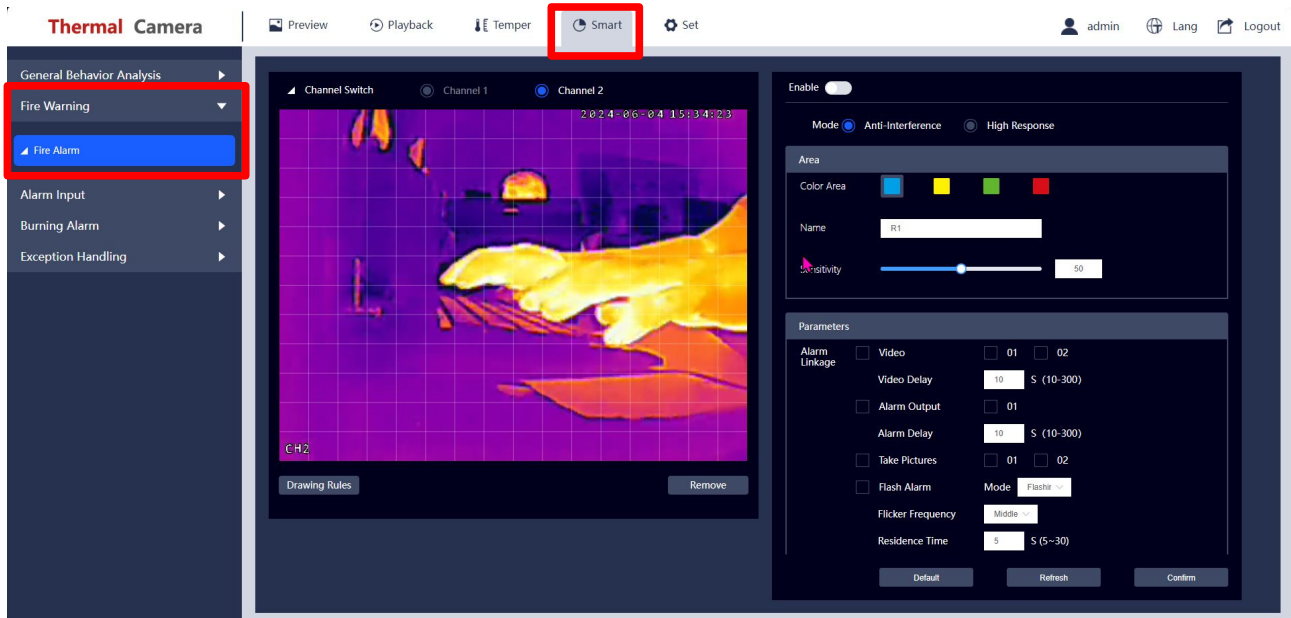 Thermal Camera
Preview
Playback
Temper
Smart
Set
admin
Lang
Logout
General Behavior Analysis
Fire Warning
Fire Alarm
Alarm Input
Burning Alarm
Exception Handling
Channel Switch
Channel 1
Channel 2
2024-06-04 15:34:23
CH2
Drawing Rules
Remove
Enable
Mode Anti-Interference High Response
Area
Color Area
Name R1
Sensitivity 50
Parameters
Alarm Linkage
Video 01 02
Video Delay 10 S (10-300)
Alarm Output 01
Alarm Delay 10 S (10-300)
Take Pictures 01 02
Flash Alarm Mode Flashir
Flicker Frequency Middle
Residence Time 5 S (5~30)
Default
Refresh
Confirm